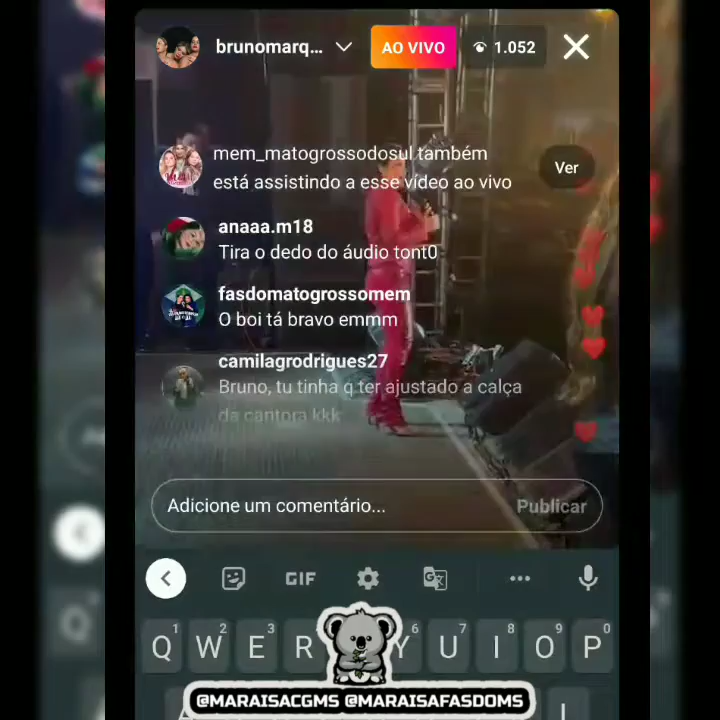 brunomarq...
AO VIVO
1.052
mem_matogrossodosul também
está assistindo a esse vídeo ao vivo
Ver
anaaa.m18
Tira o dedo do áudio tont0
fasdomatogrossomem
O boi tá bravo emmm
camilagrodrigues27
Bruno, tu tinha q ter ajustado a calça
da cantora kkk
Adicione um comentário...
Publicar
GIF
1 2 3 6 7 8 9 0
Q W E R Y U I O P
@MARAISACGMS @MARAISAFASDOMS